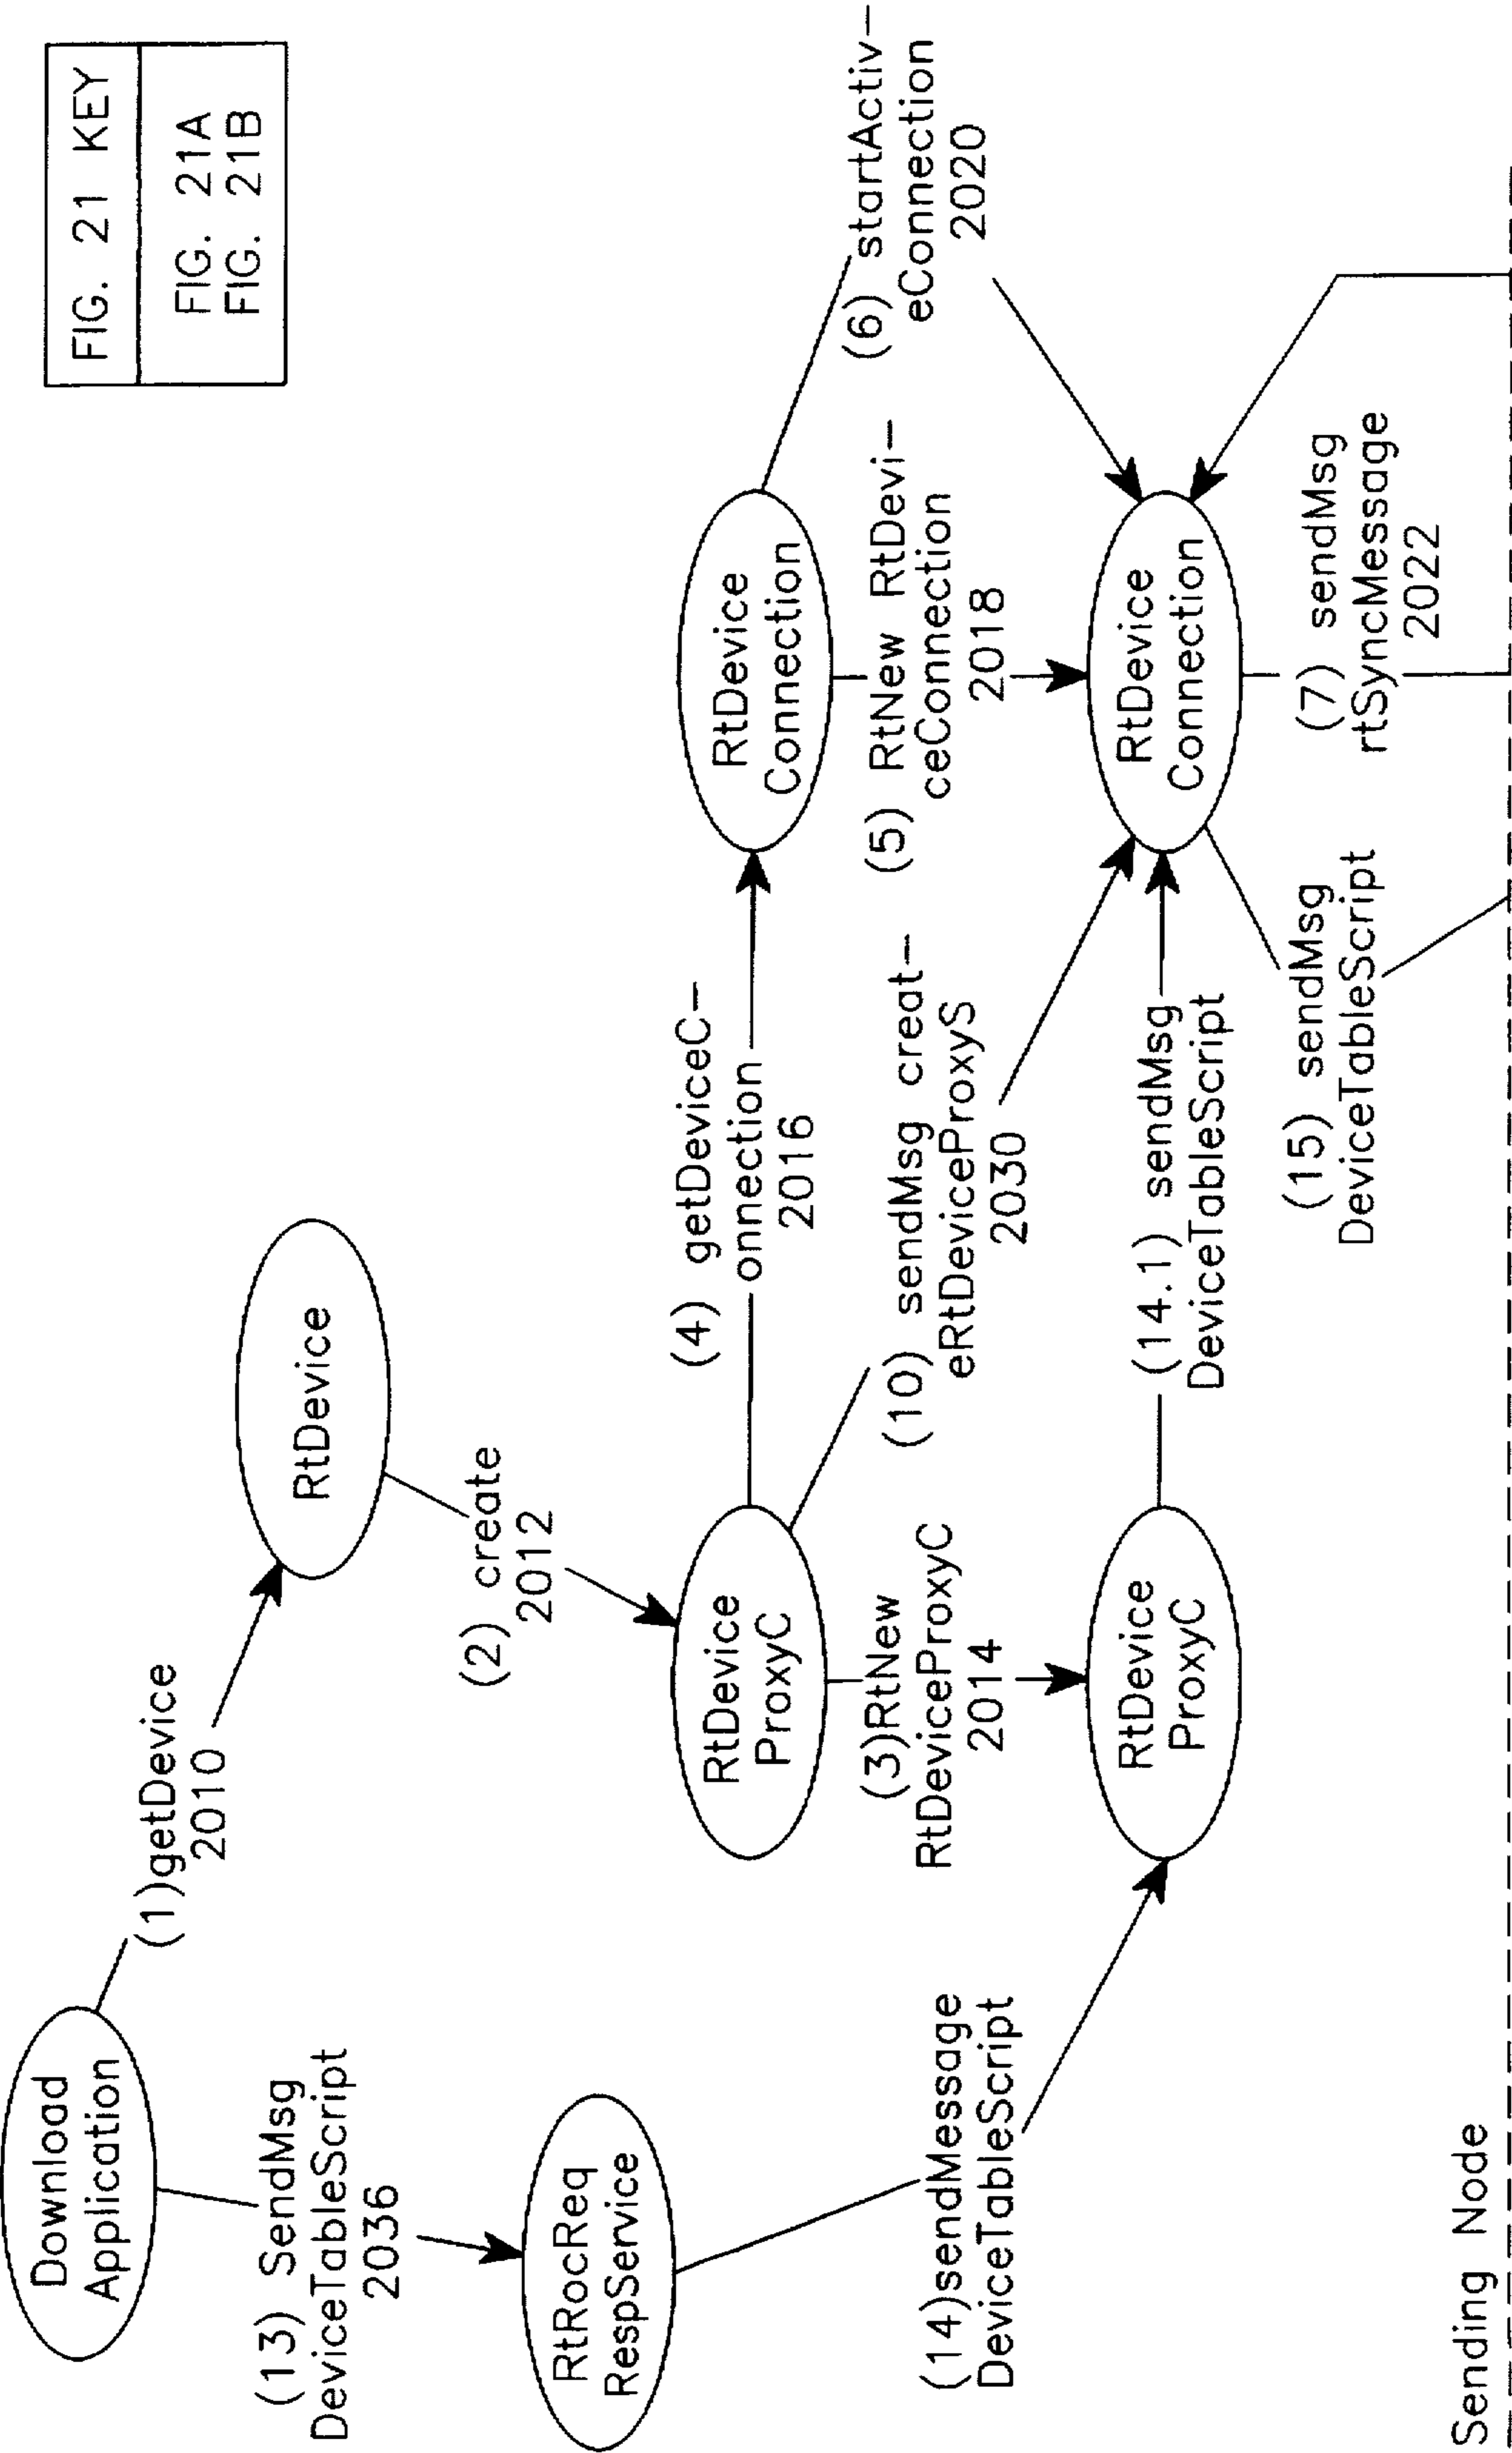 FIG. 21 KEY
FIG. 21A
FIG. 21B
Download
Application
(1)getDevice
2010
RtDevice
(13) SendMsg
DeviceTableScript
2036
(2) create
2012
RtRocReq
RespService
RtDevice
ProxyC
(4) getDeviceC-
onnection
2016
RtDevice
Connection
(6) startActiv-
eConnection
2020
(3)RtNew
RtDeviceProxyC
2014
(10) sendMsg creat-
eRtDeviceProxyS
2030
(5) RtNew RtDevi-
ceConnection
2018
(14)sendMessage
DeviceTableScript
RtDevice
ProxyC
(14.1) sendMsg
DeviceTableScript
RtDevice
Connection
(15) sendMsg
DeviceTableScript
(7) sendMsg
rtSyncMessage
2022
Sending Node